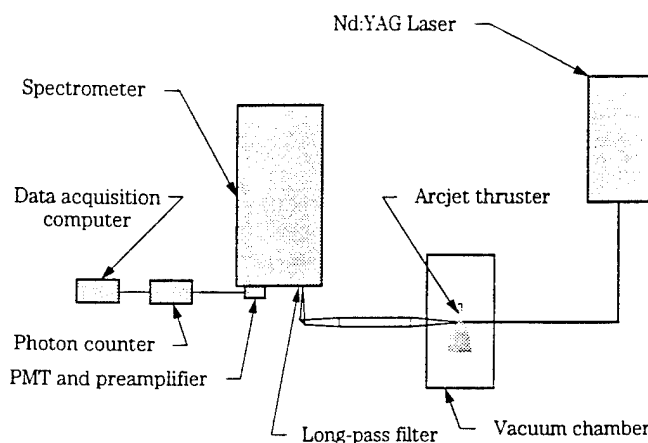 Nd:YAG Laser
Spectrometer
Data acquisition
computer
Arcjet thruster
Photon counter
PMT and preamplifier
Long-pass filter
Vacuum chamber